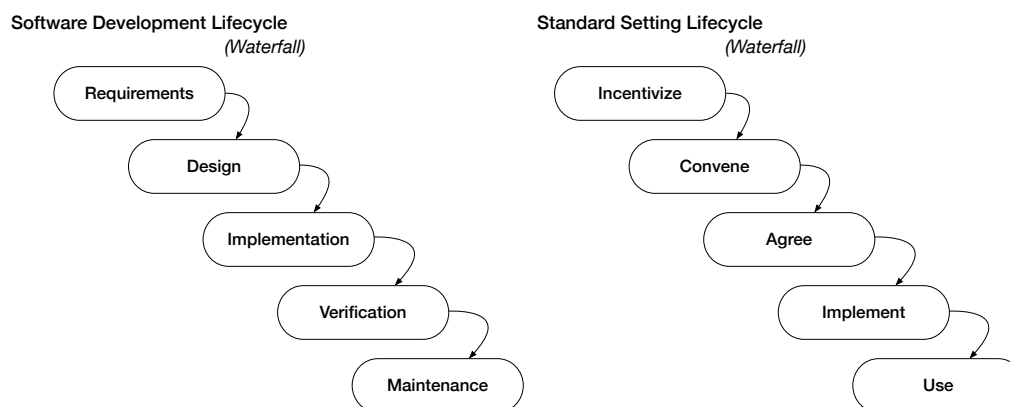 Software Development Lifecycle
(Waterfall)
Requirements
Design
Implementation
Verification
Maintenance
Standard Setting Lifecycle
(Waterfall)
Incentivize
Convene
Agree
Implement
Use